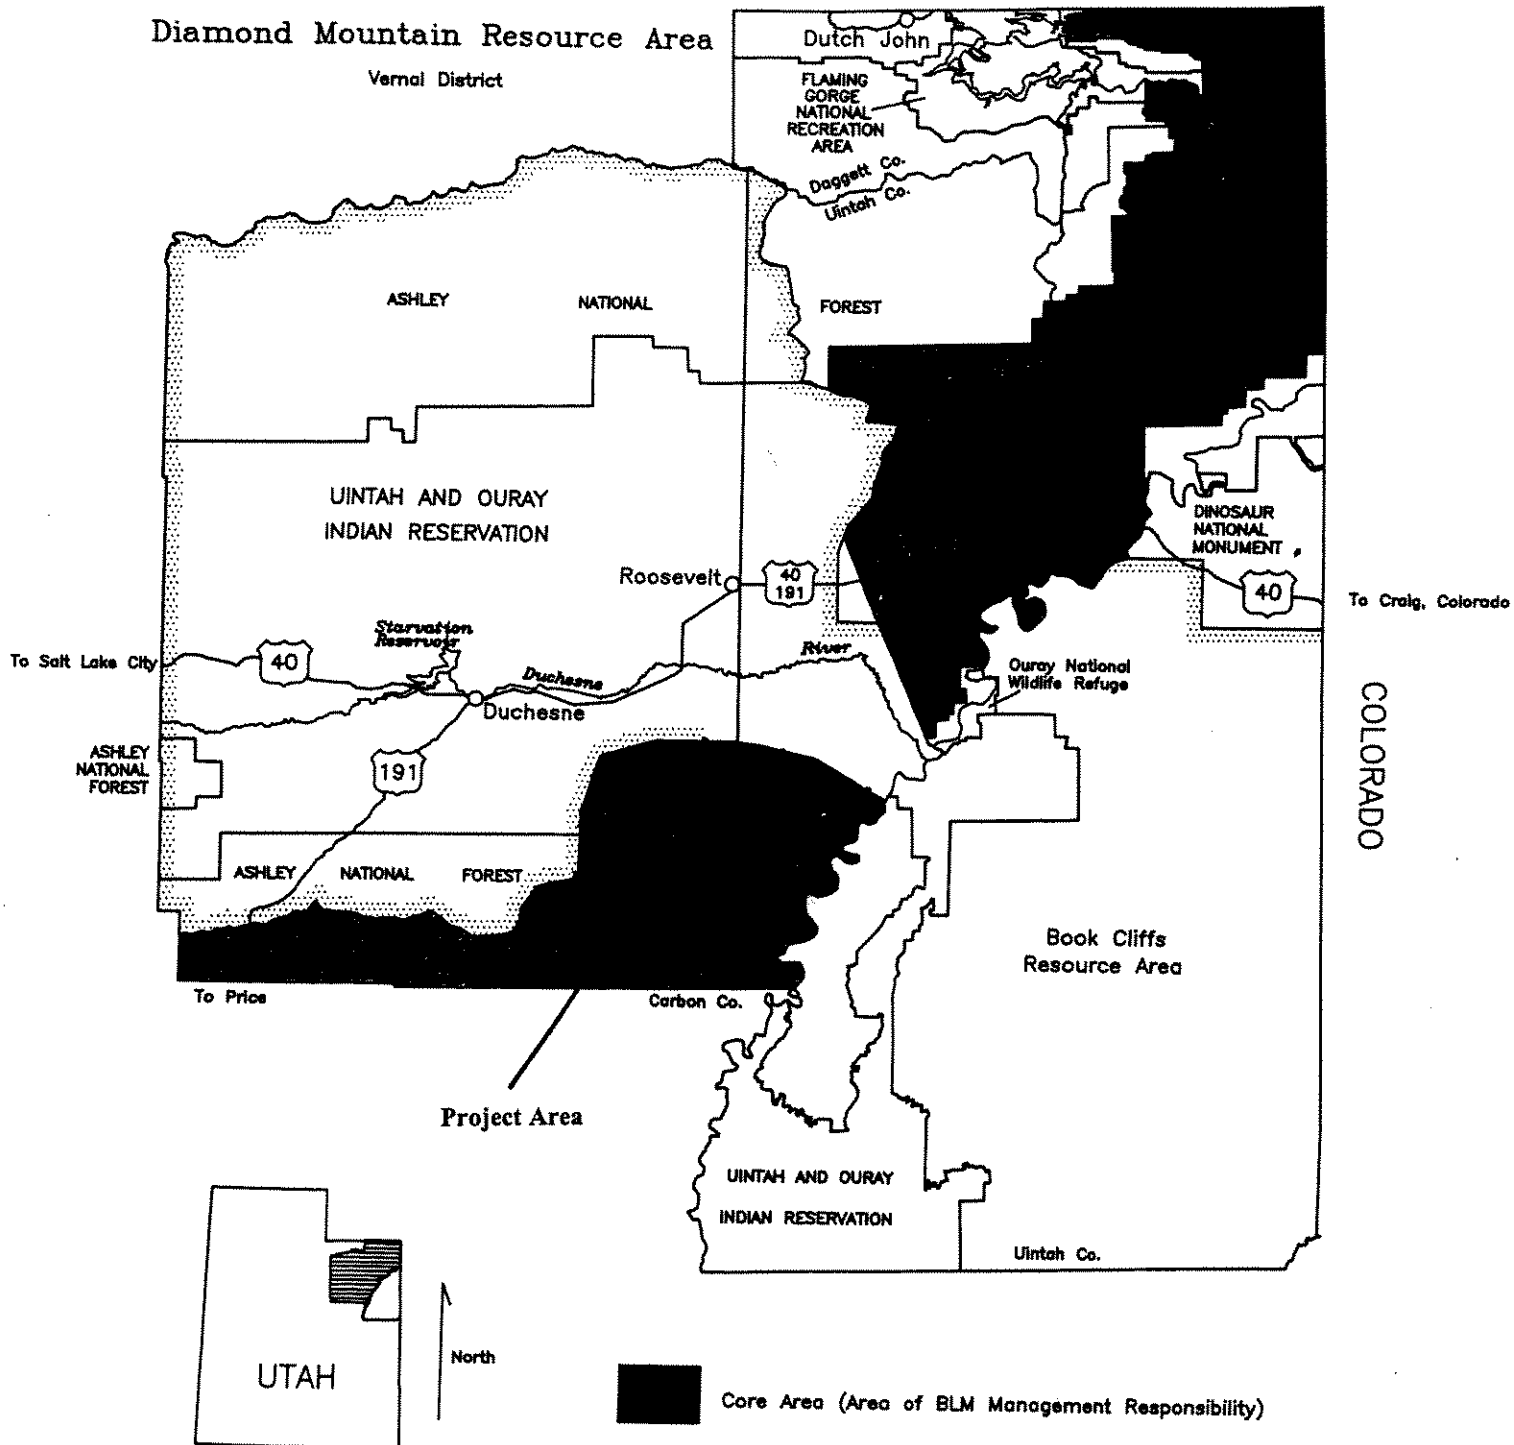 Diamond Mountain Resource Area
Vernal District
Dutch John
FLAMING
GORGE
NATIONAL
RECREATION
AREA
Daggett Co.
Uintah Co.
ASHLEY NATIONAL FOREST
UINTAH AND OURAY
INDIAN RESERVATION
DINOSAUR
NATIONAL
MONUMENT
Roosevelt
40
191
40
To Craig, Colorado
Starvation
Reservoir
To Salt Lake City
40
Duchesne
River
Ouray National
Wildlife Refuge
Duchesne
COLORADO
ASHLEY
NATIONAL
FOREST
191
ASHLEY NATIONAL FOREST
Book Cliffs
Resource Area
To Price
Carbon Co.
Project Area
UINTAH AND OURAY
INDIAN RESERVATION
Uintah Co.
UTAH
North
Core Area (Area of BLM Management Responsibility)